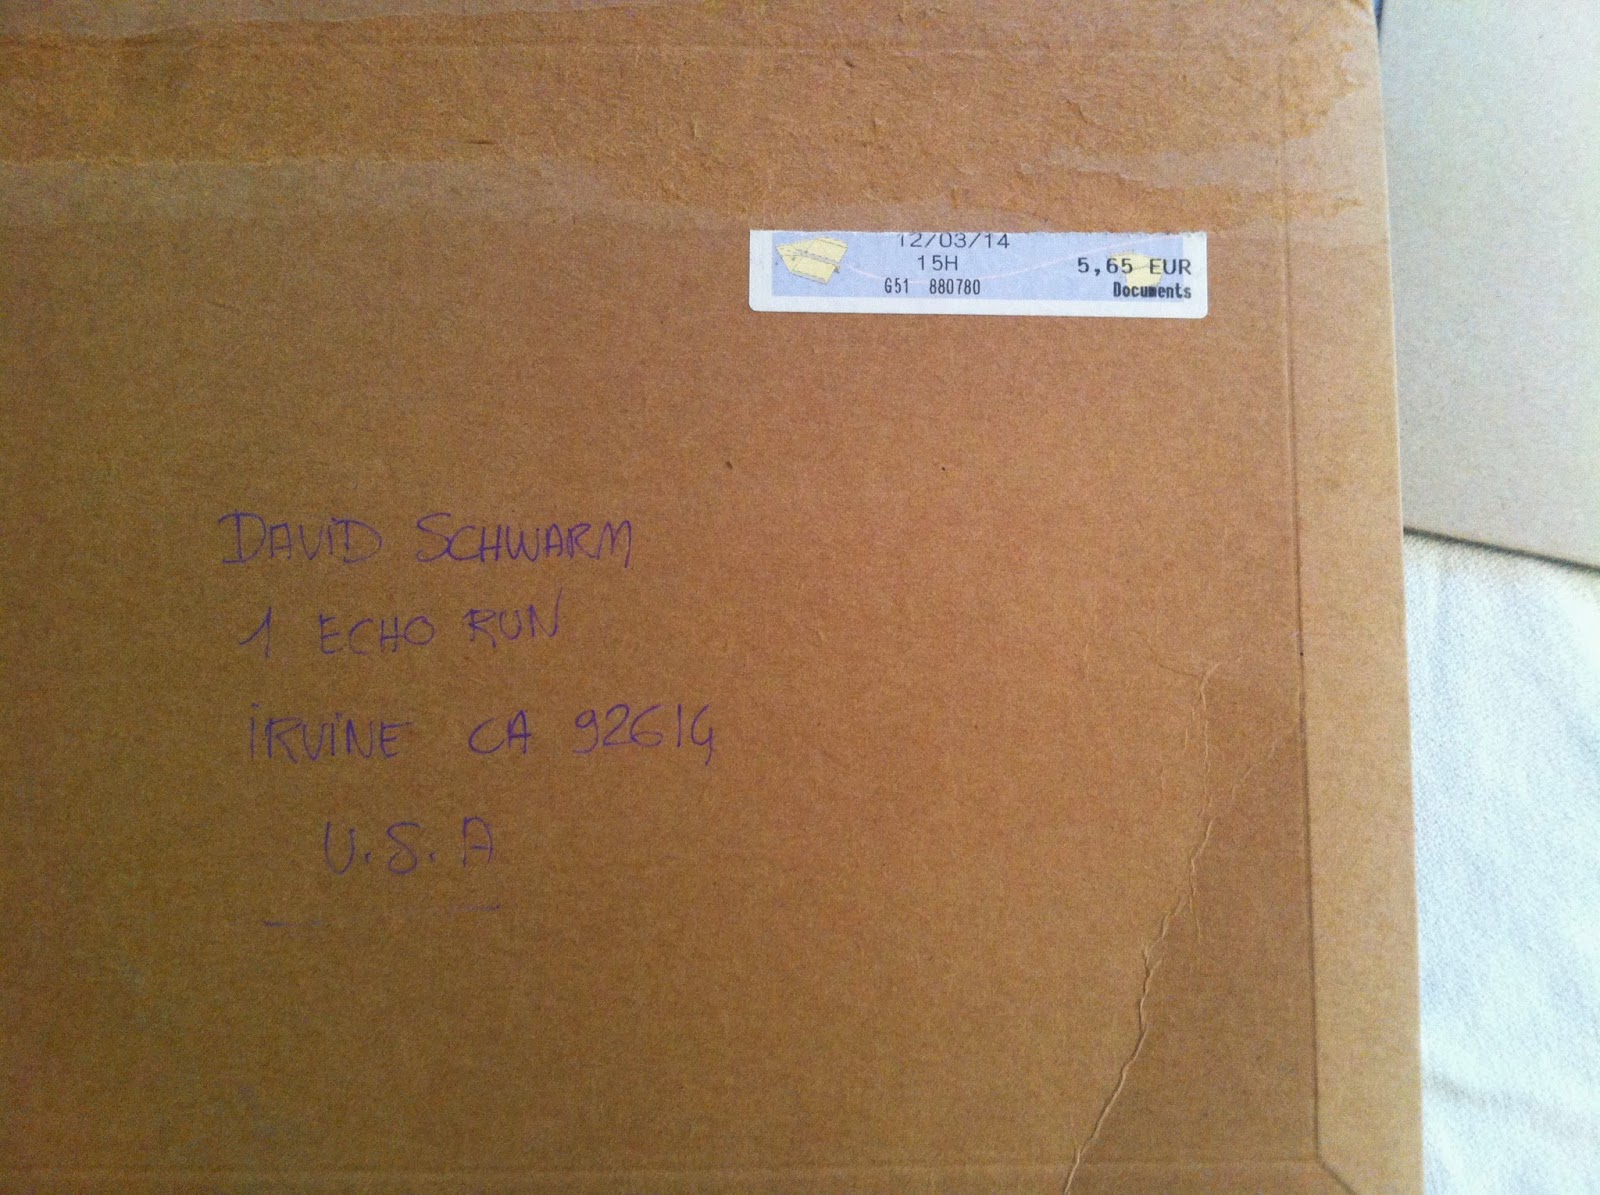 12/03/14
15H
5,65 EUR
G51 880780
Documents
DAViD SCHWARM
1 ECHO RUN
iRViNE CA 92614
U.S.A